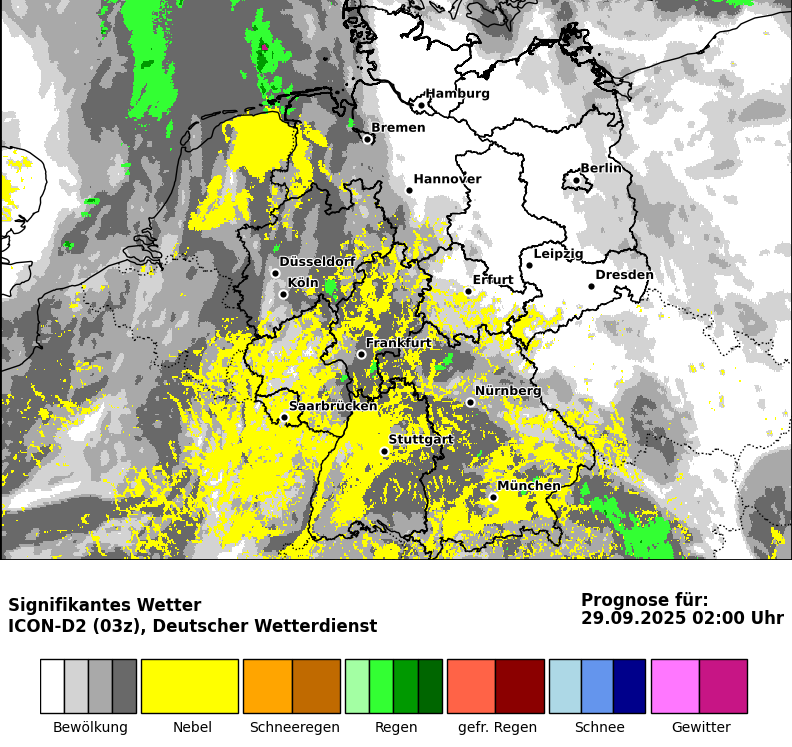 Hamburg
Bremen
Berlin
Hannover
Leipzig
Düsseldorf
Dresden
Köln
Erfurt
Frankfurt
Nürnberg
Saarbrücken
Stuttgart
München
Signifikantes Wetter
ICON-D2 (03z), Deutscher Wetterdienst
Prognose für:
29.09.2025 02:00 Uhr
Bewölkung
Nebel
Schneeregen
Regen
gefr. Regen
Schnee
Gewitter